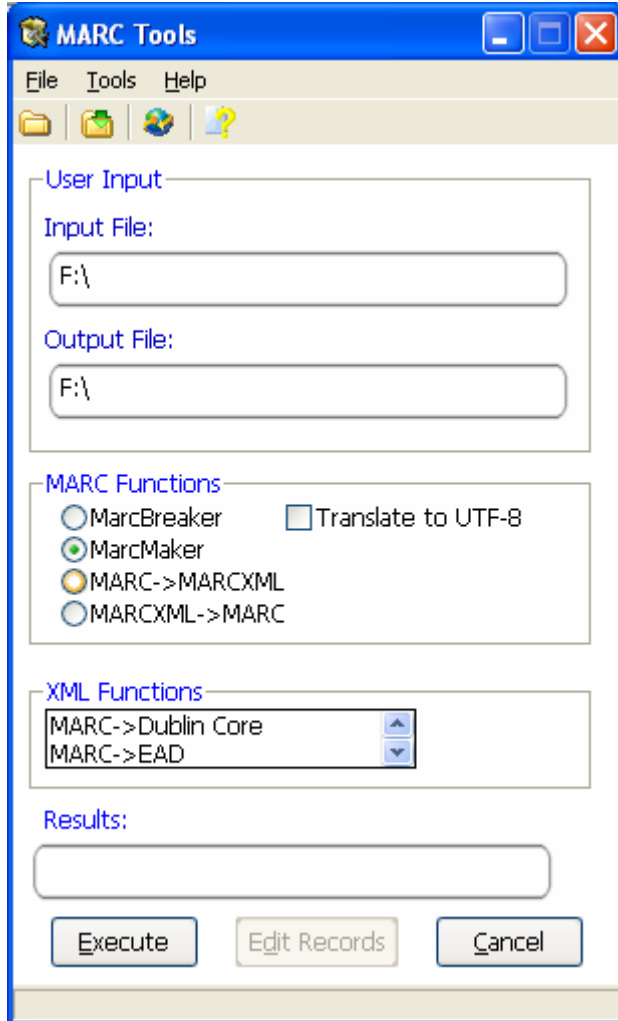 MARC Tools
File Tools Help
User Input
Input File:
F:\
Output File:
F:\
MARC Functions
MarcBreaker Translate to UTF-8
MarcMaker
MARC->MARCXML
MARCXML->MARC
XML Functions
MARC->Dublin Core
MARC->EAD
Results:
Execute Edit Records Cancel